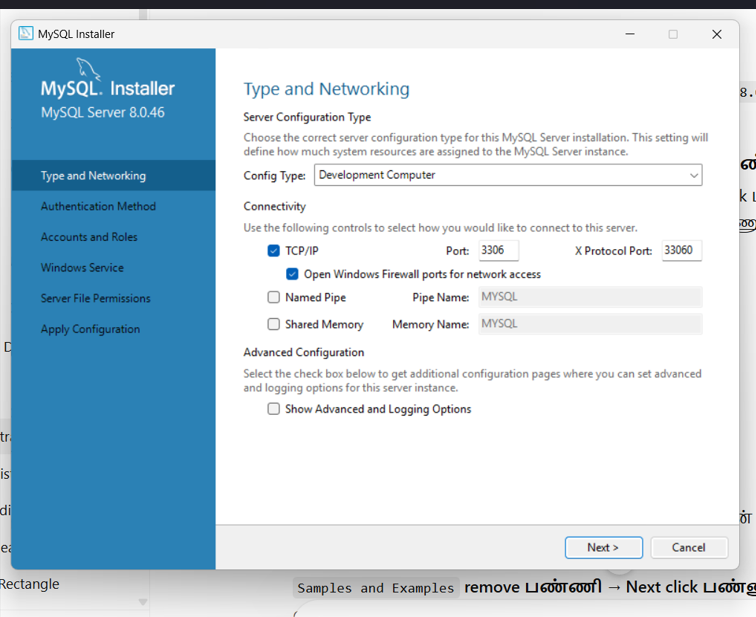 MySQL Installer
MySQL. Installer
MySQL Server 8.0.46
Type and Networking
Authentication Method
Accounts and Roles
Windows Service
Server File Permissions
Apply Configuration
Type and Networking
Server Configuration Type
Choose the correct server configuration type for this MySQL Server installation. This setting will
define how much system resources are assigned to the MySQL Server instance.
Config Type: Development Computer
Connectivity
Use the following controls to select how you would like to connect to this server.
TCP/IP Port: 3306 X Protocol Port: 33060
Open Windows Firewall ports for network access
Named Pipe Pipe Name: MYSQL
Shared Memory Memory Name: MYSQL
Advanced Configuration
Select the check box below to get additional configuration pages where you can set advanced
and logging options for this server instance.
Show Advanced and Logging Options
Next > Cancel
Rectangle
Samples and Examples remove பண்ணி → Next click